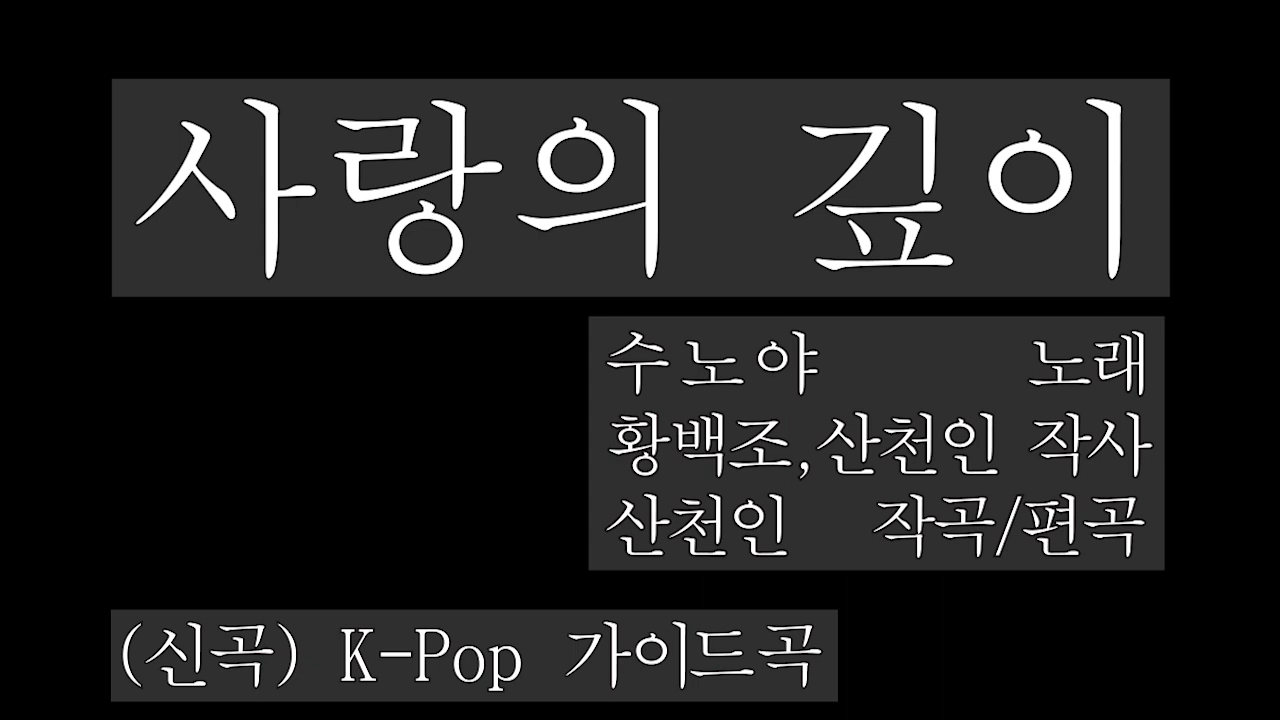 사랑의 깊이
수노야 노래
황백조,산천인 작사
산천인 작곡/편곡
(신곡) K-Pop 가이드곡